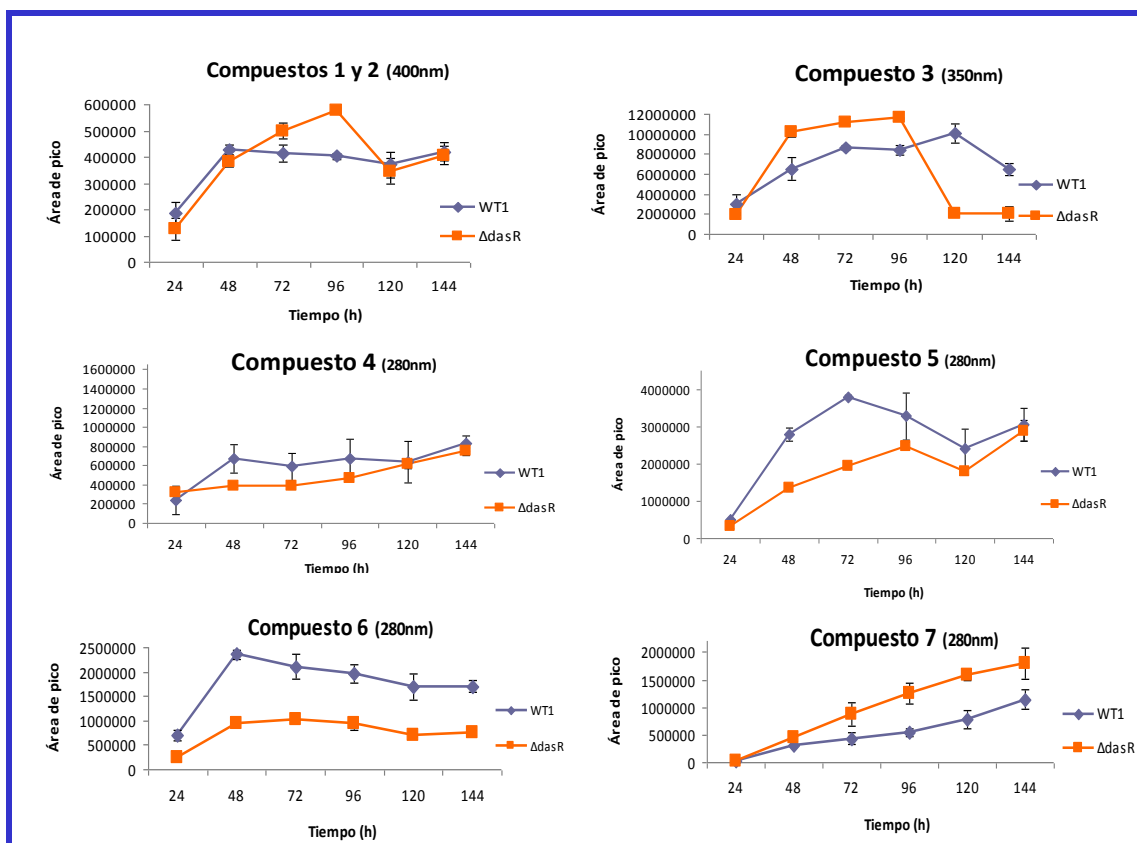 Compuestos 1 y 2 (400nm)
Área de pico
600000
500000
400000
300000
200000
100000
0
24 48 72 96 120 144
Tiempo (h)
WT1
ΔdasR
Compuesto 3 (350nm)
Área de pico
12000000
10000000
8000000
6000000
4000000
2000000
0
24 48 72 96 120 144
Tiempo (h)
WT1
ΔdasR
Compuesto 4 (280nm)
Área de pico
1600000
1400000
1200000
1000000
800000
600000
400000
200000
0
24 48 72 96 120 144
Tiempo (h)
WT1
ΔdasR
Compuesto 5 (280nm)
Área de pico
4000000
3000000
2000000
1000000
0
24 48 72 96 120 144
Tiempo (h)
WT1
ΔdasR
Compuesto 6 (280nm)
Área de pico
2500000
2000000
1500000
1000000
500000
0
24 48 72 96 120 144
Tiempo (h)
WT1
ΔdasR
Compuesto 7 (280nm)
Área de pico
2000000
1500000
1000000
500000
0
24 48 72 96 120 144
Tiempo (h)
WT1
ΔdasR